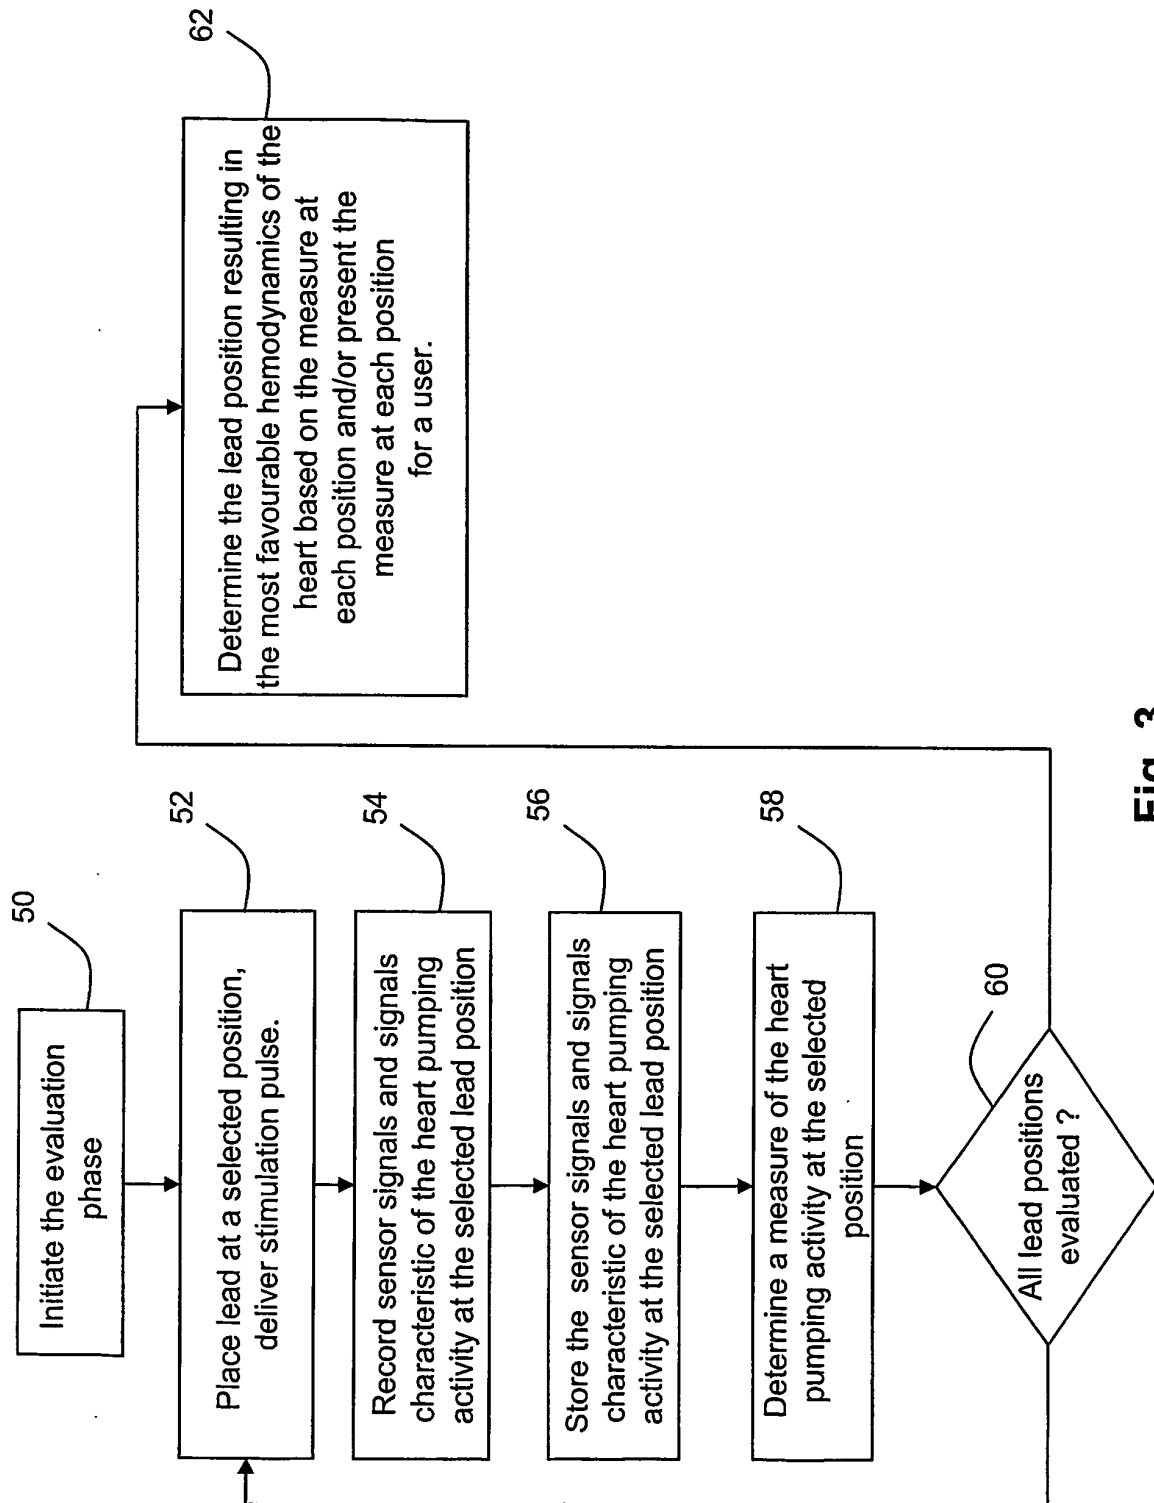 50
Initiate the evaluation
phase
52
Place lead at a selected position,
deliver stimulation pulse.
54
Record sensor signals and signals
characteristic of the heart pumping
activity at the selected lead position
56
Store the sensor signals and signals
characteristic of the heart pumping
activity at the selected lead position
58
Determine a measure of the heart
pumping activity at the selected
position
60
All lead positions
evaluated ?
62
Determine the lead position resulting in
the most favourable hemodynamics of the
heart based on the measure at
each position and/or present the
measure at each position
for a user.
Fig. 3